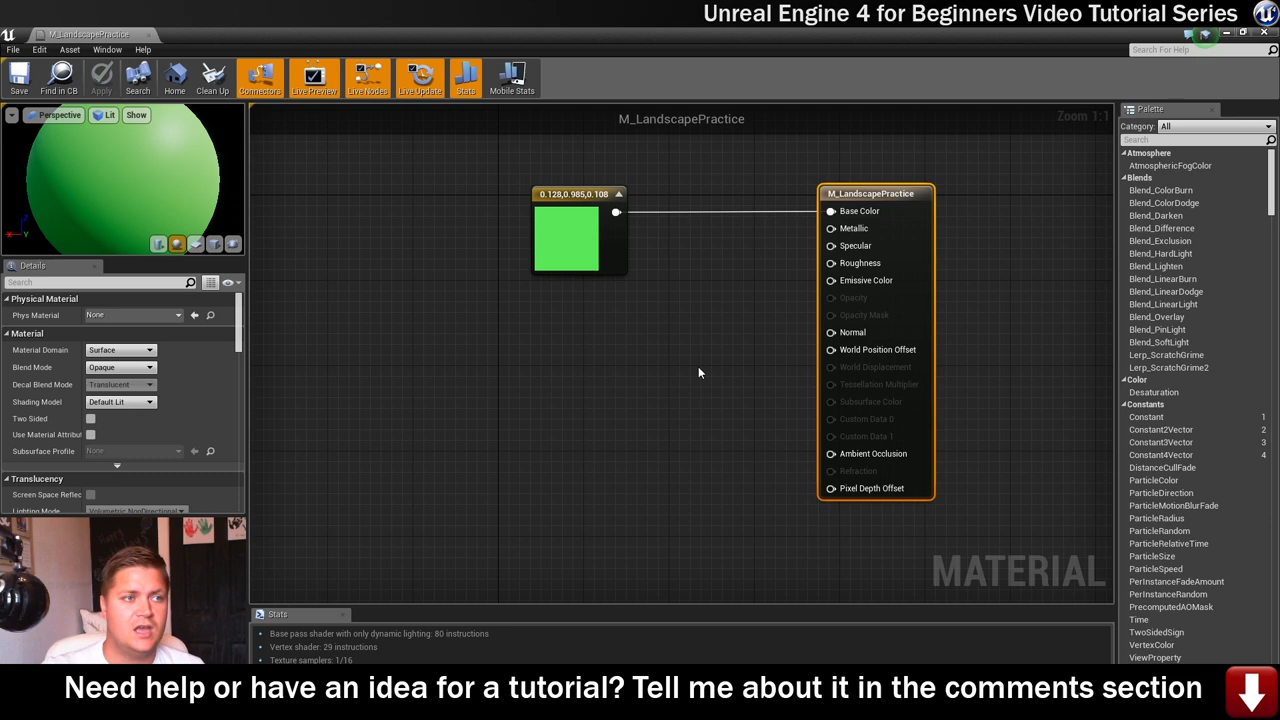 Unreal Engine 4 for Beginners Video Tutorial Series
M_LandscapePractice
File Edit Asset Window Help
Search For Help
Save Find in CB Apply Search Home Clean Up Connectors Live Preview Live Nodes Live Update Stats Mobile Stats
Perspective Lit Show
M_LandscapePractice
Zoom 1:1
Palette
Category: All
Search
Atmosphere
AtmosphericFogColor
Blends
Blend_ColorBurn
Blend_ColorDodge
Blend_Darken
Blend_Difference
Blend_Exclusion
Blend_HardLight
Blend_Lighten
Blend_LinearBurn
Blend_LinearDodge
Blend_LinearLight
Blend_Overlay
Blend_PinLight
Blend_SoftLight
Lerp_ScratchGrime
Lerp_ScratchGrime2
Color
Desaturation
Constants
Constant 1
Constant2Vector 2
Constant3Vector 3
Constant4Vector 4
DistanceCullFade
ParticleColor
ParticleDirection
ParticleMotionBlurFade
ParticleRadius
ParticleRandom
ParticleRelativeTime
ParticleSize
ParticleSpeed
PerInstanceFadeAmount
PerInstanceRandom
PrecomputedAOMask
Time
TwoSidedSign
VertexColor
ViewProperty
0.128,0.985,0.108
M_LandscapePractice
Base Color
Metallic
Specular
Roughness
Emissive Color
Opacity
Opacity Mask
Normal
World Position Offset
World Displacement
Tessellation Multiplier
Subsurface Color
Custom Data 0
Custom Data 1
Ambient Occlusion
Refraction
Pixel Depth Offset
MATERIAL
Details
Search
Physical Material
Phys Material None
Material
Material Domain Surface
Blend Mode Opaque
Decal Blend Mode Translucent
Shading Model Default Lit
Two Sided
Use Material Attribut
Subsurface Profile None
Translucency
Screen Space Reflec
Lighting Mode Volumetric NonDirectional
Stats
Base pass shader with only dynamic lighting: 80 instructions
Vertex shader: 29 instructions
Texture samplers: 1/16
Need help or have an idea for a tutorial? Tell me about it in the comments section